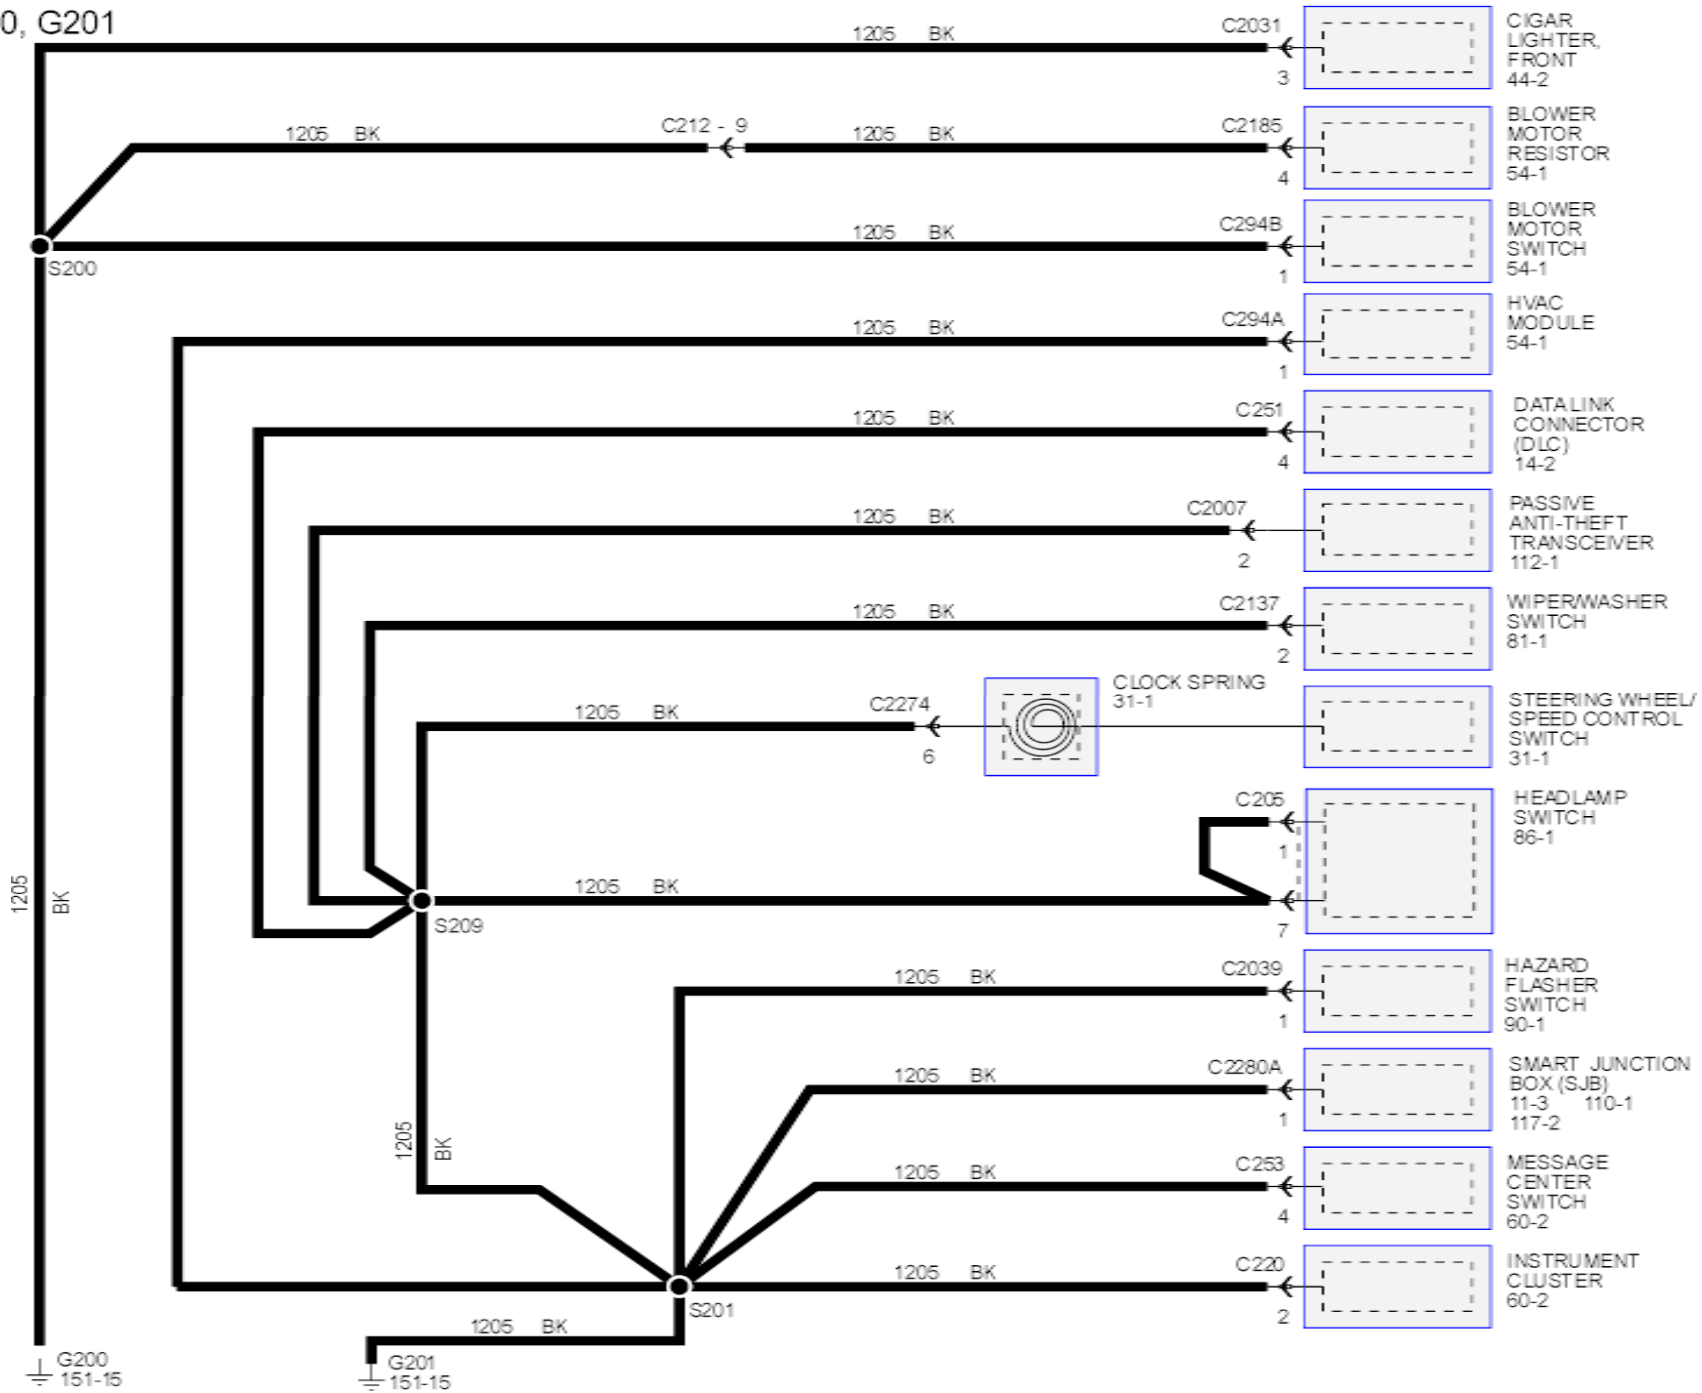 0, G201
1205 BK
C2031
3
CIGAR
LIGHTER,
FRONT
44-2
1205 BK
C212 - 9
1205 BK
C2185
4
BLOWER
MOTOR
RESISTOR
54-1
S200
1205 BK
C294B
1
BLOWER
MOTOR
SWITCH
54-1
1205 BK
C294A
1
HVAC
MODULE
54-1
1205 BK
C251
4
DATA LINK
CONNECTOR
(DLC)
14-2
1205 BK
C2007
2
PASSIVE
ANTI-THEFT
TRANSCEIVER
112-1
1205 BK
C2137
2
WIPER/WASHER
SWITCH
81-1
1205 BK
C2274
6
CLOCK SPRING
31-1
STEERING WHEEL/
SPEED CONTROL
SWITCH
31-1
C205
1
HEADLAMP
SWITCH
86-1
1205 BK
1205 BK
S209
7
1205 BK
C2039
1
HAZARD
FLASHER
SWITCH
90-1
1205 BK
C2280A
1
SMART JUNCTION
BOX (SJB)
11-3 110-1
117-2
1205 BK
1205 BK
C253
4
MESSAGE
CENTER
SWITCH
60-2
1205 BK
C220
2
INSTRUMENT
CLUSTER
60-2
S201
1205 BK
G200
151-15
G201
151-15